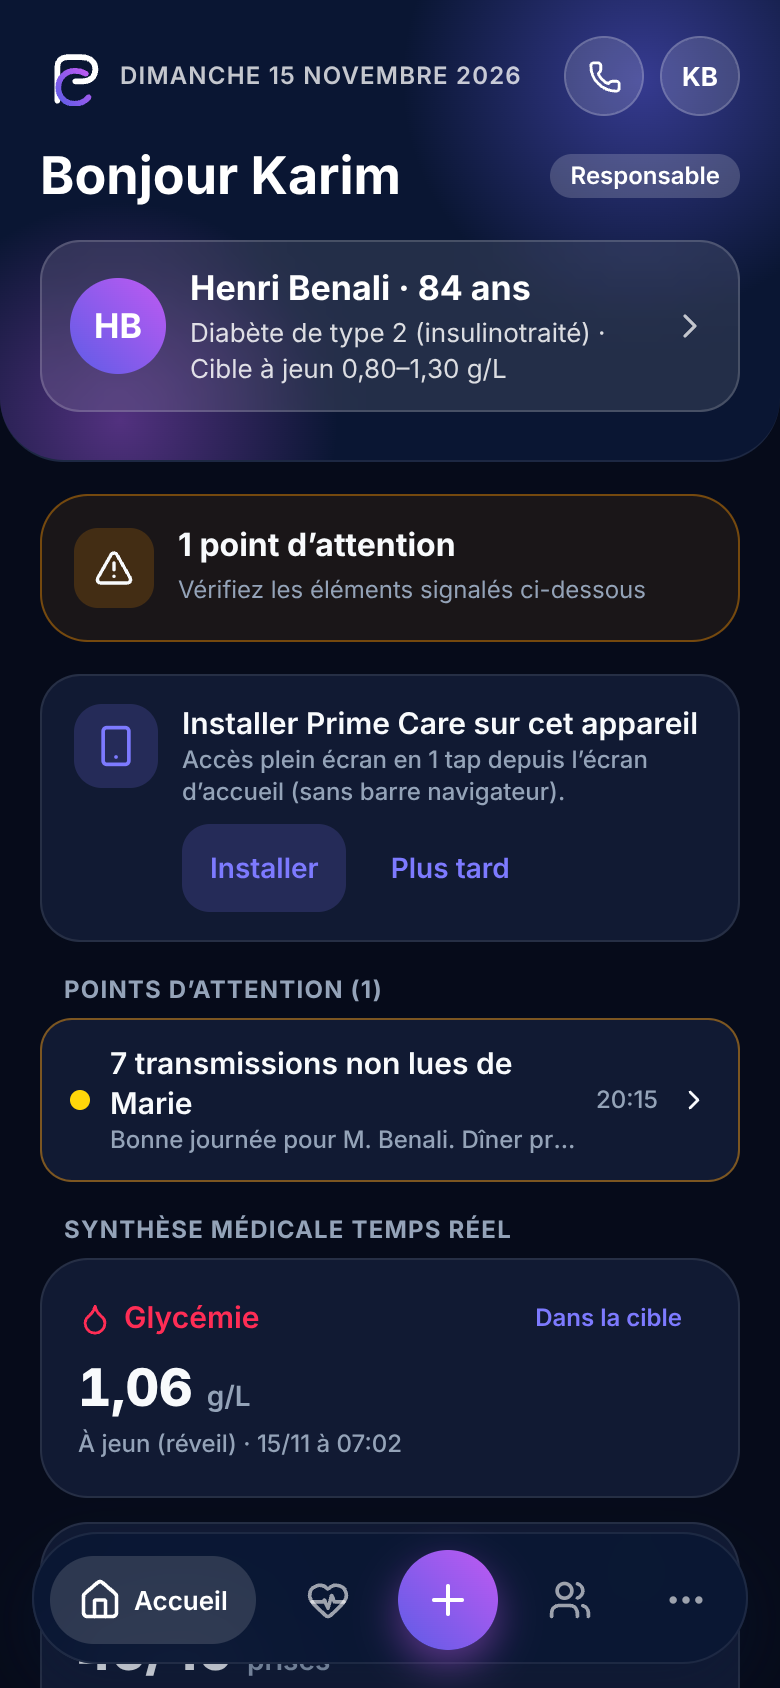 DIMANCHE 15 NOVEMBRE 2026
KB
Bonjour Karim
Responsable
HB
Henri Benali · 84 ans
Diabète de type 2 (insulinotraité) ·
Cible à jeun 0,80–1,30 g/L
1 point d’attention
Vérifiez les éléments signalés ci-dessous
Installer Prime Care sur cet appareil
Accès plein écran en 1 tap depuis l’écran
d’accueil (sans barre navigateur).
Installer
Plus tard
POINTS D’ATTENTION (1)
7 transmissions non lues de
Marie
20:15
Bonne journée pour M. Benali. Dîner pr...
SYNTHÈSE MÉDICALE TEMPS RÉEL
Glycémie
Dans la cible
1,06 g/L
À jeun (réveil) · 15/11 à 07:02
Accueil
prises